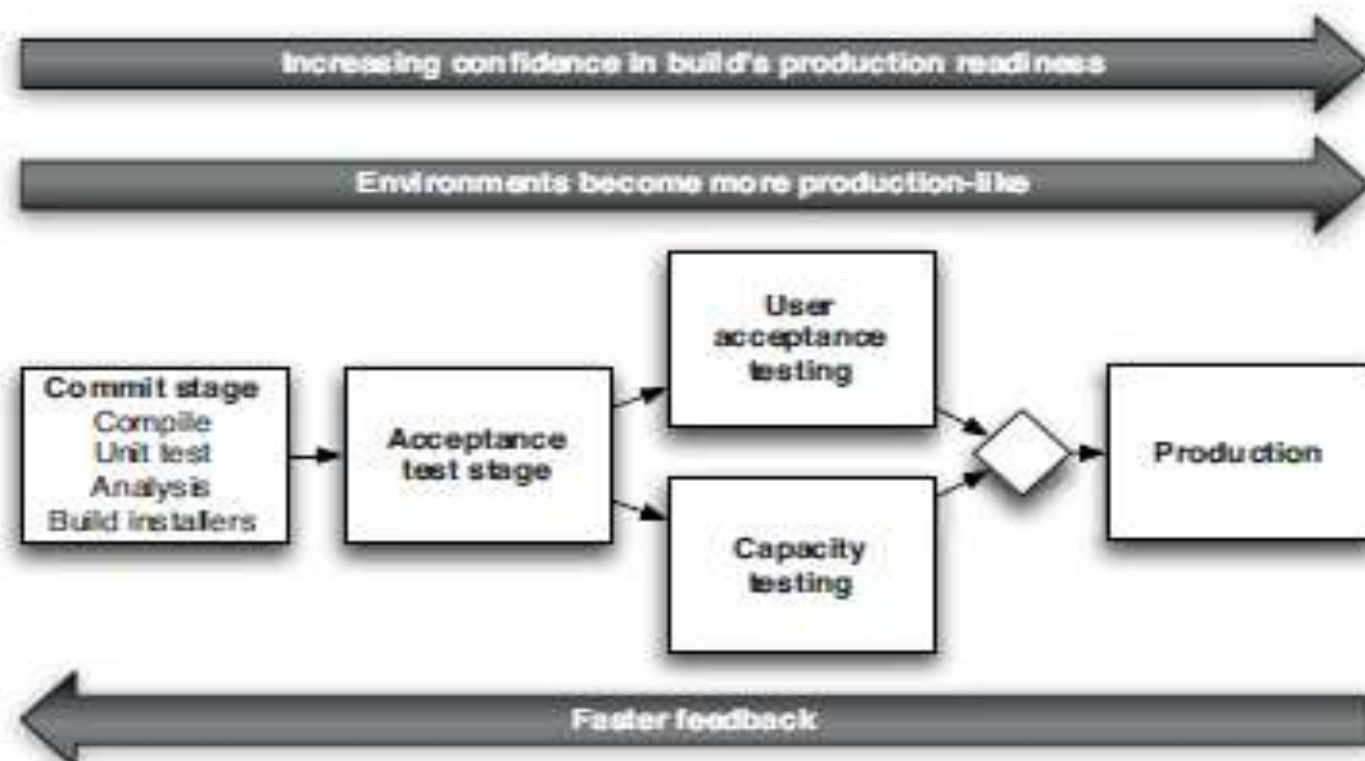 Increasing confidence in build's production readiness
Environments become more production-like
Commit stage
Compile
Unit test
Analysis
Build installers
Acceptance
test stage
User
acceptance
testing
Capacity
testing
Production
Faster feedback